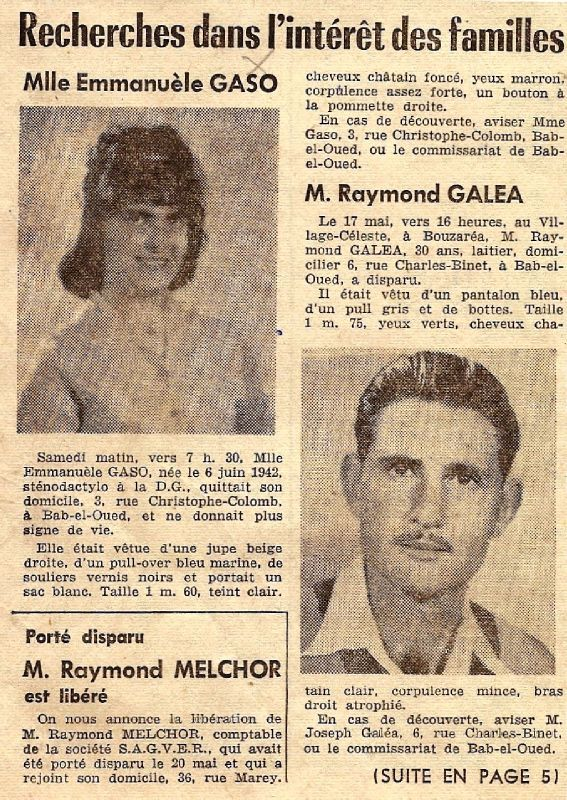 Recherches dans l'intérêt des familles
Mlle Emmanuèle GASO
Samedi matin, vers 7 h. 30, Mlle
Emmanuèle GASO, née le 6 juin 1942,
sténodactylo à la D.G., quittait son
domicile, 3, rue Christophe-Colomb,
à Bab-el-Oued, et ne donnait plus
signe de vie.
Elle était vêtue d'une jupe beige
droite, d'un pull-over bleu marine, de
souliers vernis noirs et portait un
sac blanc. Taille 1 m. 60, teint clair.
cheveux châtain foncé, yeux marron,
corpulence assez forte, un bouton à
la pommette droite.
En cas de découverte, aviser Mme
Gaso, 3, rue Christophe-Colomb, Bab-
el-Oued, ou le commissariat de Bab-
el-Oued.
M. Raymond GALEA
Le 17 mai, vers 16 heures, au Vil-
lage-Céleste, à Bouzaréa, M. Ray-
mond GALEA, 30 ans, laitier, domi-
cilier 6, rue Charles-Binet, à Bab-el-
Oued, a disparu.
Il était vêtu d'un pantalon bleu,
d'un pull gris et de bottes. Taille
1 m. 75, yeux verts, cheveux cha-
tain clair, corpulence mince, bras
droit atrophié.
En cas de découverte, aviser M.
Joseph Galéa, 6, rue Charles-Binet,
ou le commissariat de Bab-el-Oued.
(SUITE EN PAGE 5)
Porté disparu
M. Raymond MELCHOR
est libéré
On nous annonce la libération de
M. Raymond MELCHOR, comptable
de la société S.A.G.V.E.R., qui avait
été porté disparu le 20 mai et qui a
rejoint son domicile, 36, rue Marey.